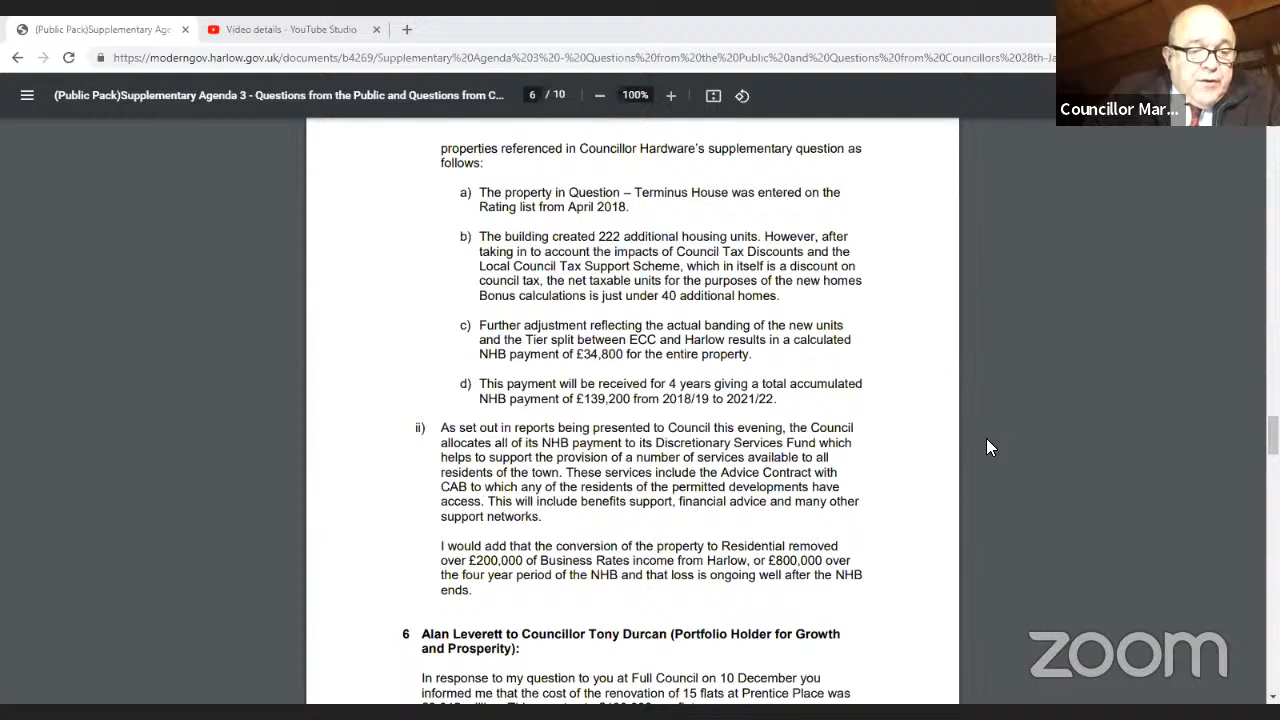 (Public Pack)Supplementary Age
Video details - YouTube Studio
https://moderngov.harlow.gov.uk/documents/b4269/Supplementary%20Agenda%203%20-%20Questions%20from%20the%20Public%20and%20Questions%20from%20Councillors%2028th-Ja
Councillor Mar...
(Public Pack)Supplementary Agenda 3 - Questions from the Public and Questions from C...
6 / 10
100%
properties referenced in Councillor Hardware's supplementary question as
follows:
a) The property in Question – Terminus House was entered on the
Rating list from April 2018.
b) The building created 222 additional housing units. However, after
taking in to account the impacts of Council Tax Discounts and the
Local Council Tax Support Scheme, which in itself is a discount on
council tax, the net taxable units for the purposes of the new homes
Bonus calculations is just under 40 additional homes.
c) Further adjustment reflecting the actual banding of the new units
and the Tier split between ECC and Harlow results in a calculated
NHB payment of £34,800 for the entire property.
d) This payment will be received for 4 years giving a total accumulated
NHB payment of £139,200 from 2018/19 to 2021/22.
ii) As set out in reports being presented to Council this evening, the Council
allocates all of its NHB payment to its Discretionary Services Fund which
helps to support the provision of a number of services available to all
residents of the town. These services include the Advice Contract with
CAB to which any of the residents of the permitted developments have
access. This will include benefits support, financial advice and many other
support networks.
I would add that the conversion of the property to Residential removed
over £200,000 of Business Rates income from Harlow, or £800,000 over
the four year period of the NHB and that loss is ongoing well after the NHB
ends.
6 Alan Leverett to Councillor Tony Durcan (Portfolio Holder for Growth
and Prosperity):
In response to my question to you at Full Council on 10 December you
informed me that the cost of the renovation of 15 flats at Prentice Place was
zoom